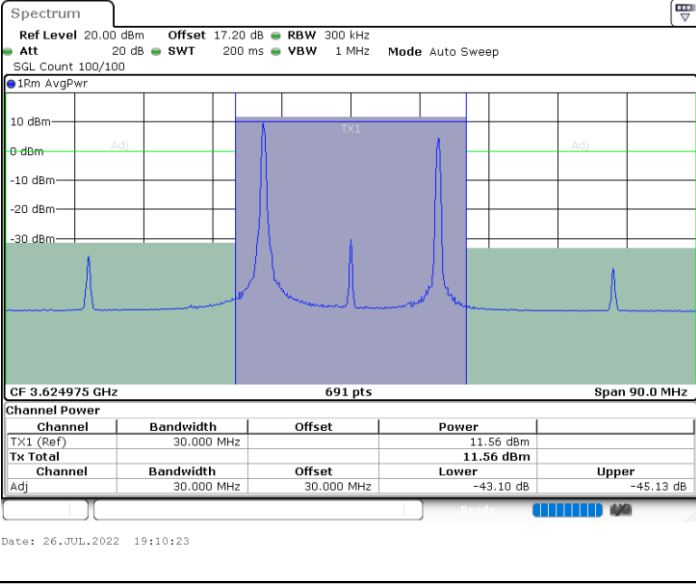 Spectrum
Ref Level 20.00 dBm Offset 17.20 dB RBW 300 kHz
Att 20 dB SWT 200 ms VBW 1 MHz Mode Auto Sweep
SGL Count 100/100
1Rm AvgPwr
10 dBm
TX1
Adj
Adj
0 dBm
-10 dBm
-20 dBm
-30 dBm
CF 3.624975 GHz 691 pts Span 90.0 MHz
Channel Power
Channel Bandwidth Offset Power
TX1 (Ref) 30.000 MHz 11.56 dBm
Tx Total 11.56 dBm
Channel Bandwidth Offset Lower Upper
Adj 30.000 MHz 30.000 MHz -43.10 dB -45.13 dB
Ready
Date: 26.JUL.2022 19:10:23